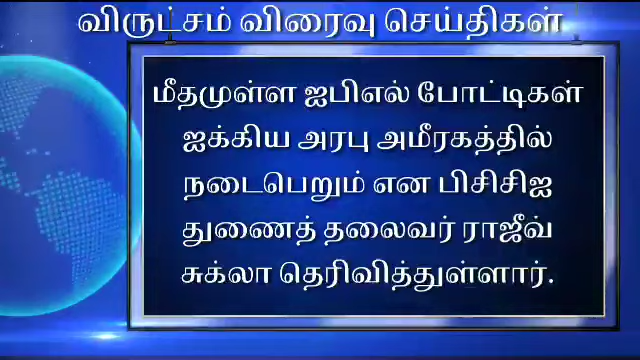 விருட்சம் விரைவு செய்திகள்
மீதமுள்ள ஐபிஎல் போட்டிகள்
ஐக்கிய அரபு அமீரகத்தில்
நடைபெறும் என பிசிசிஐ
துணைத் தலைவர் ராஜீவ்
சுக்லா தெரிவித்துள்ளார்.